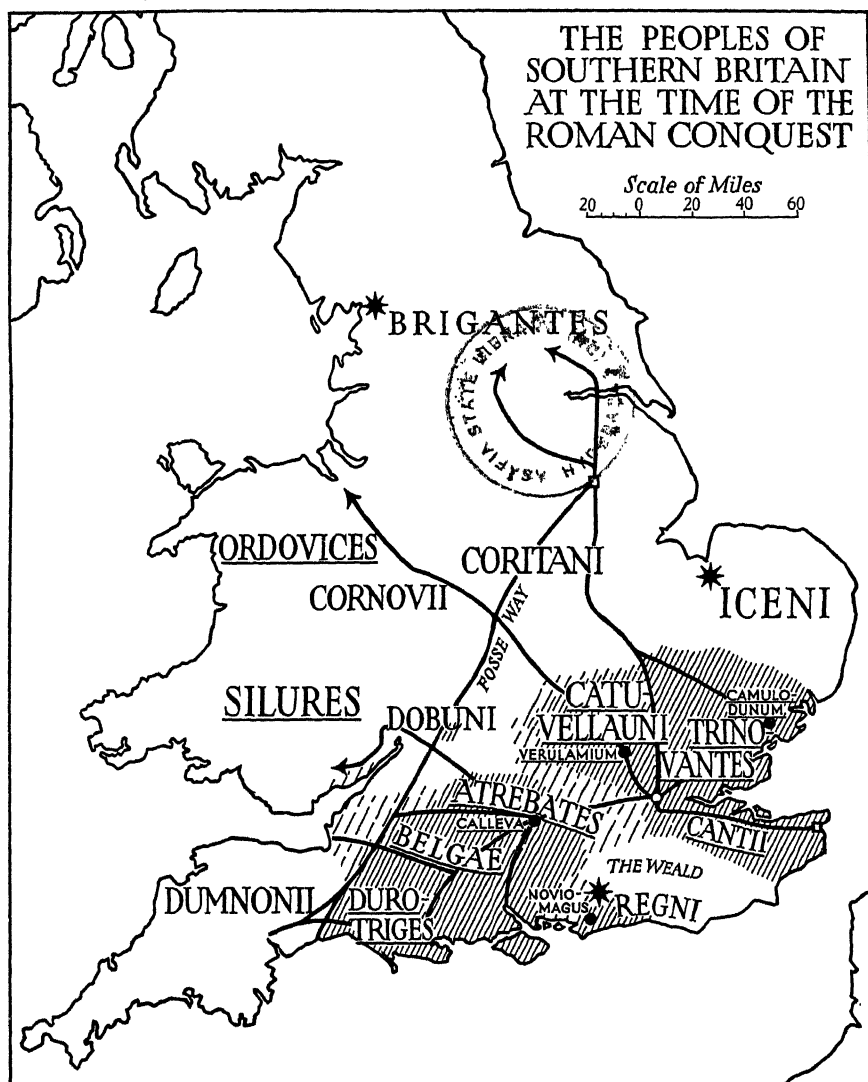 THE PEOPLES OF
SOUTHERN BRITAIN
AT THE TIME OF THE
ROMAN CONQUEST
Scale of Miles
20 0 20 40 60
BRIGANTES
ASAFIA STATE LIBRARY
ORDOVICES
CORITANI
CORNOVII
ICENI
FOSSE WAY
SILURES
DOBUNI
CATU-
VELLAUNI
VERULAMIUM
CAMULO-
DUNUM
TRINO-
VANTES
ATREBATES
CALLEVA
BELGAE
CANTII
THE WEALD
DUMNONII
DURO-
TRIGES
NOVIO-
MAGUS
REGNI